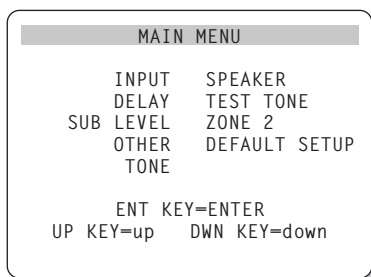 MAIN MENU
INPUT SPEAKER
DELAY TEST TONE
SUB LEVEL ZONE 2
OTHER DEFAULT SETUP
TONE
ENT KEY=ENTER
UP KEY=up DWN KEY=down